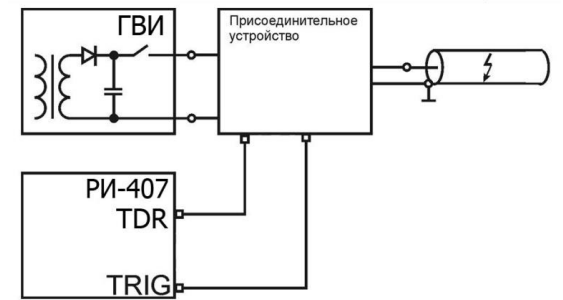 ГВИ
Присоединительное
устройство
РИ-407
TDR
TRIG